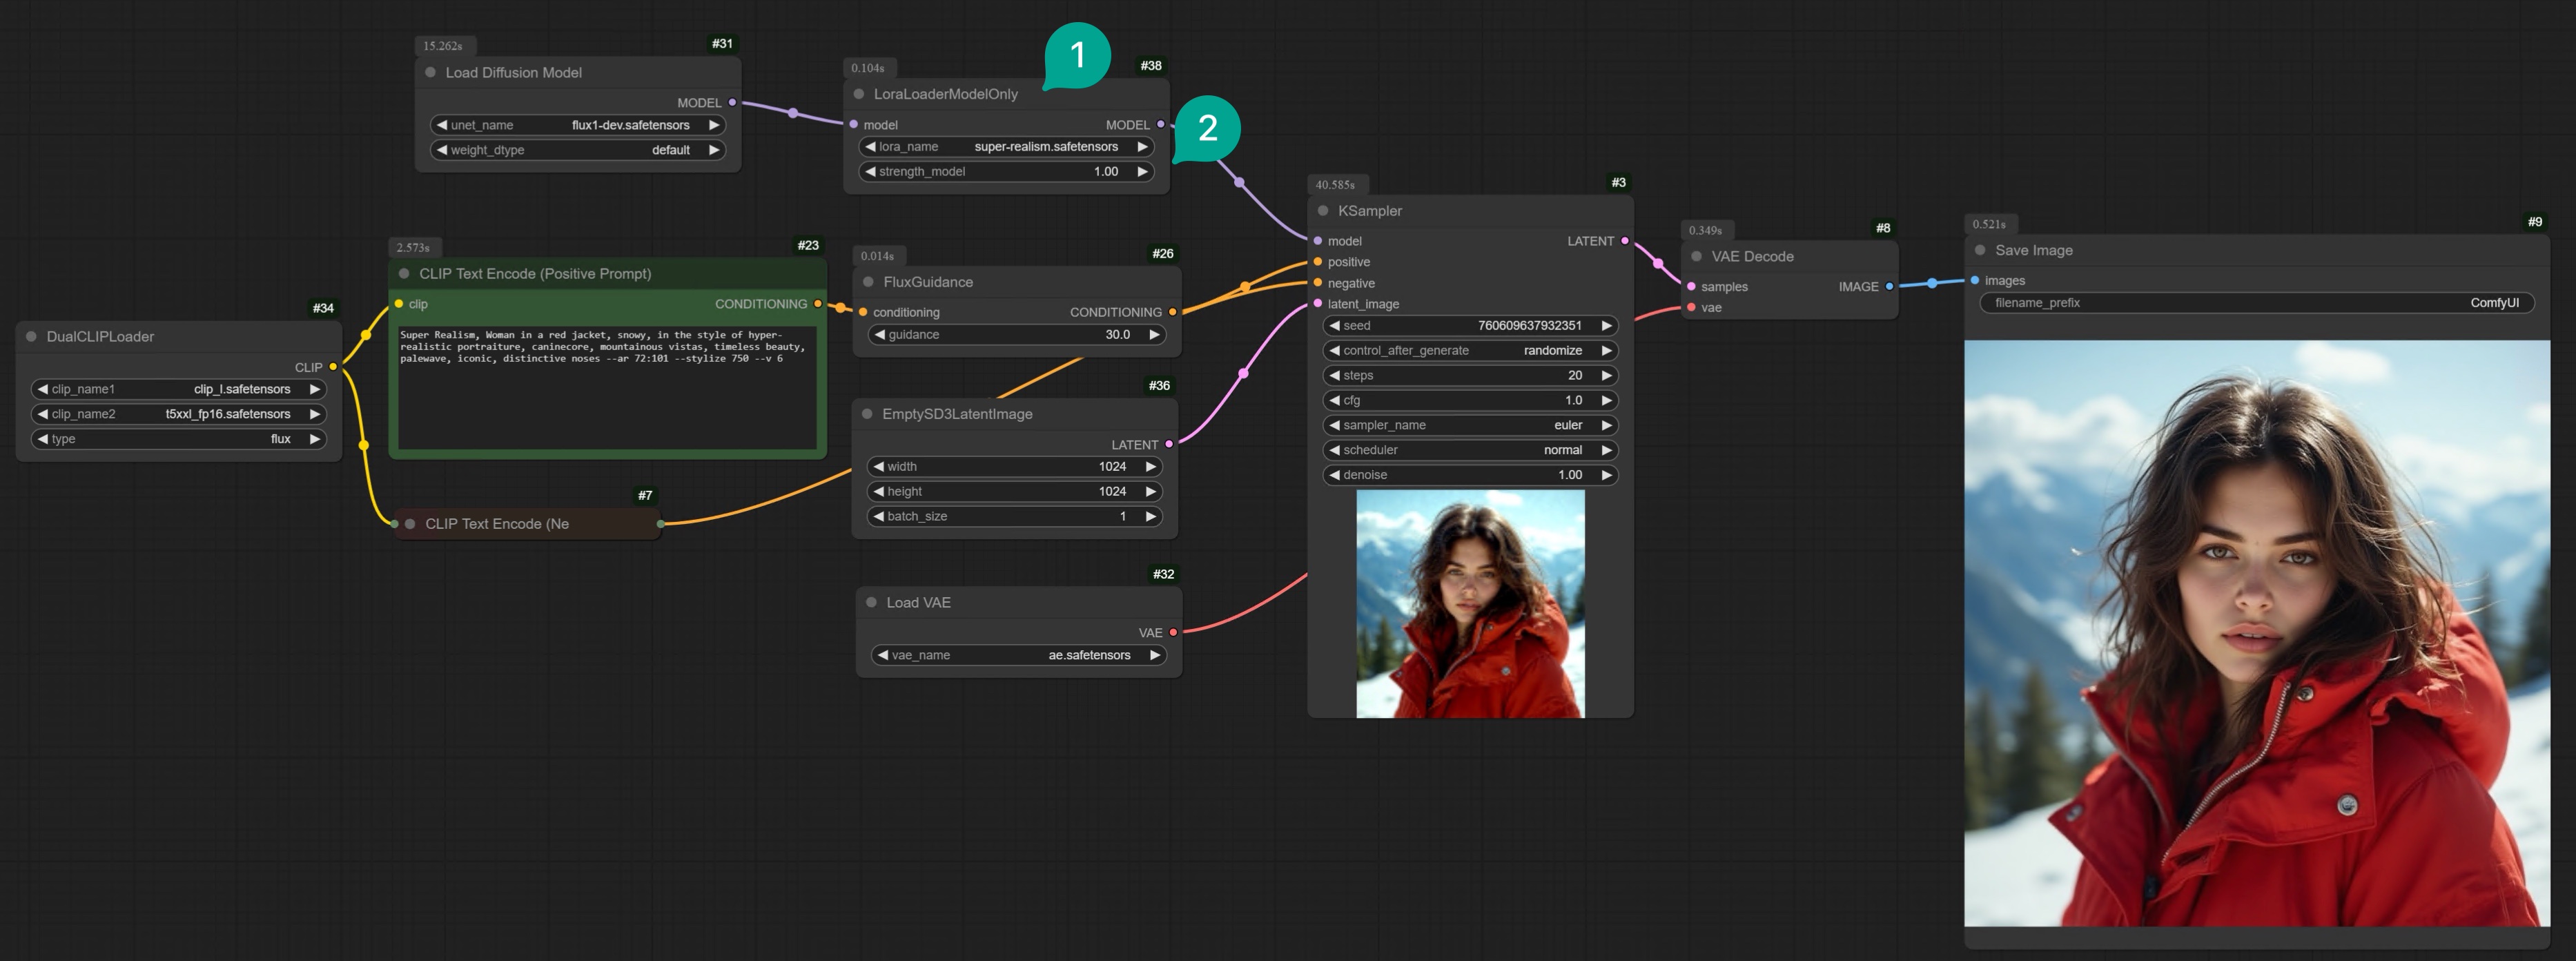 15.262s
#31
Load Diffusion Model
MODEL
unet_name flux1-dev.safetensors
weight_dtype default
1
0.104s
#38
LoraLoaderModelOnly
model MODEL
lora_name super-realism.safetensors
strength_model 1.00
2
2.573s
#23
CLIP Text Encode (Positive Prompt)
clip CONDITIONING
Super Realism, Woman in a red jacket, snowy, in the style of hyper-
realistic portraiture, caninecore, mountainous vistas, timeless beauty,
palewave, iconic, distinctive noses --ar 72:101 --stylize 750 --v 6
#34
DualCLIPLoader
CLIP
clip_name1 clip_l.safetensors
clip_name2 t5xxl_fp16.safetensors
type flux
#7
CLIP Text Encode (Ne
0.014s
#26
FluxGuidance
conditioning CONDITIONING
guidance 30.0
#36
EmptySD3LatentImage
LATENT
width 1024
height 1024
batch_size 1
#32
Load VAE
VAE
vae_name ae.safetensors
40.585s
#3
KSampler
model LATENT
positive
negative
latent_image
seed 760609637932351
control_after_generate randomize
steps 20
cfg 1.0
sampler_name euler
scheduler normal
denoise 1.00
0.349s
#8
VAE Decode
samples IMAGE
vae
0.521s
#9
Save Image
images
filename_prefix ComfyUI